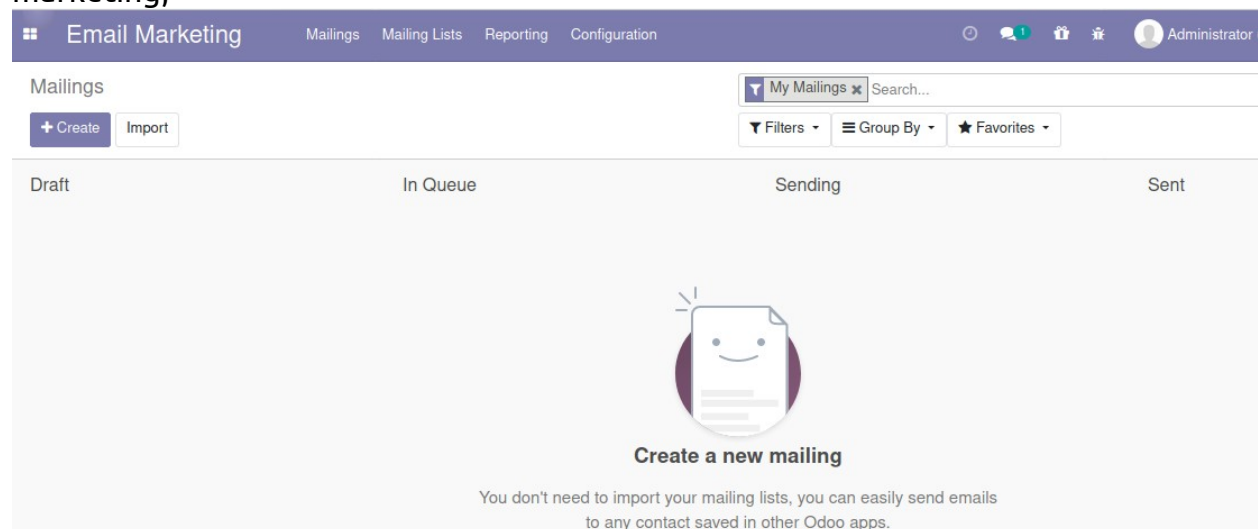 marketing,
Email Marketing Mailings Mailing Lists Reporting Configuration 1 Administrator
Mailings My Mailings x Search...
+ Create Import Filters Group By Favorites
Draft In Queue Sending Sent
Create a new mailing
You don't need to import your mailing lists, you can easily send emails
to any contact saved in other Odoo apps.